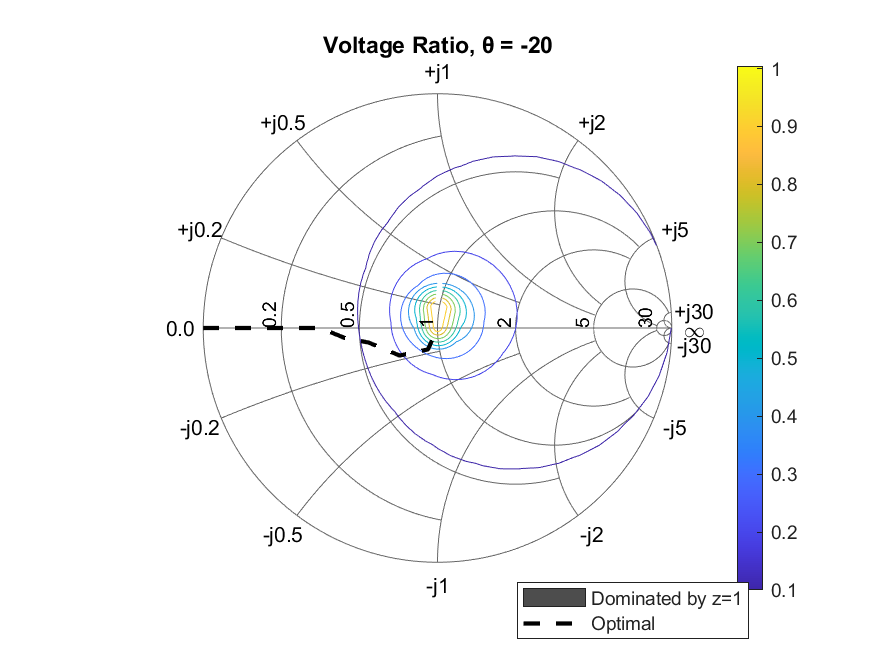 Voltage Ratio, θ = -20
+j1
+j0.5
+j2
+j0.2
+j5
0.0
0.2
0.5
1
2
5
30
+j30
∞
-j30
-j0.2
-j5
-j0.5
-j2
-j1
1
0.9
0.8
0.7
0.6
0.5
0.4
0.3
0.2
0.1
Dominated by z=1
Optimal